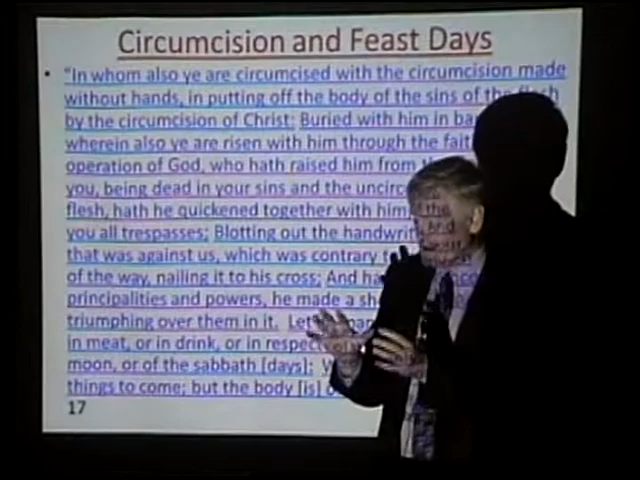 Circumcision and Feast Days
• "In whom also ye are circumcised with the circumcision made
without hands, in putting off the body of the sins of the flesh
by the circumcision of Christ: Buried with him in
wherein also ye are risen with him through the
operation of God, who hath raised him from
you, being dead in your sins and the
flesh, hath he quickened together with him,
you all trespasses; Blotting out the
that was against us, which was contrary
of the way, nailing it to his cross; And
principalities and powers, he made a
triumphing over them in it. Let
in meat, or in drink, or in
moon, or of the sabbath [days]:
things to come; but the body [is]
17